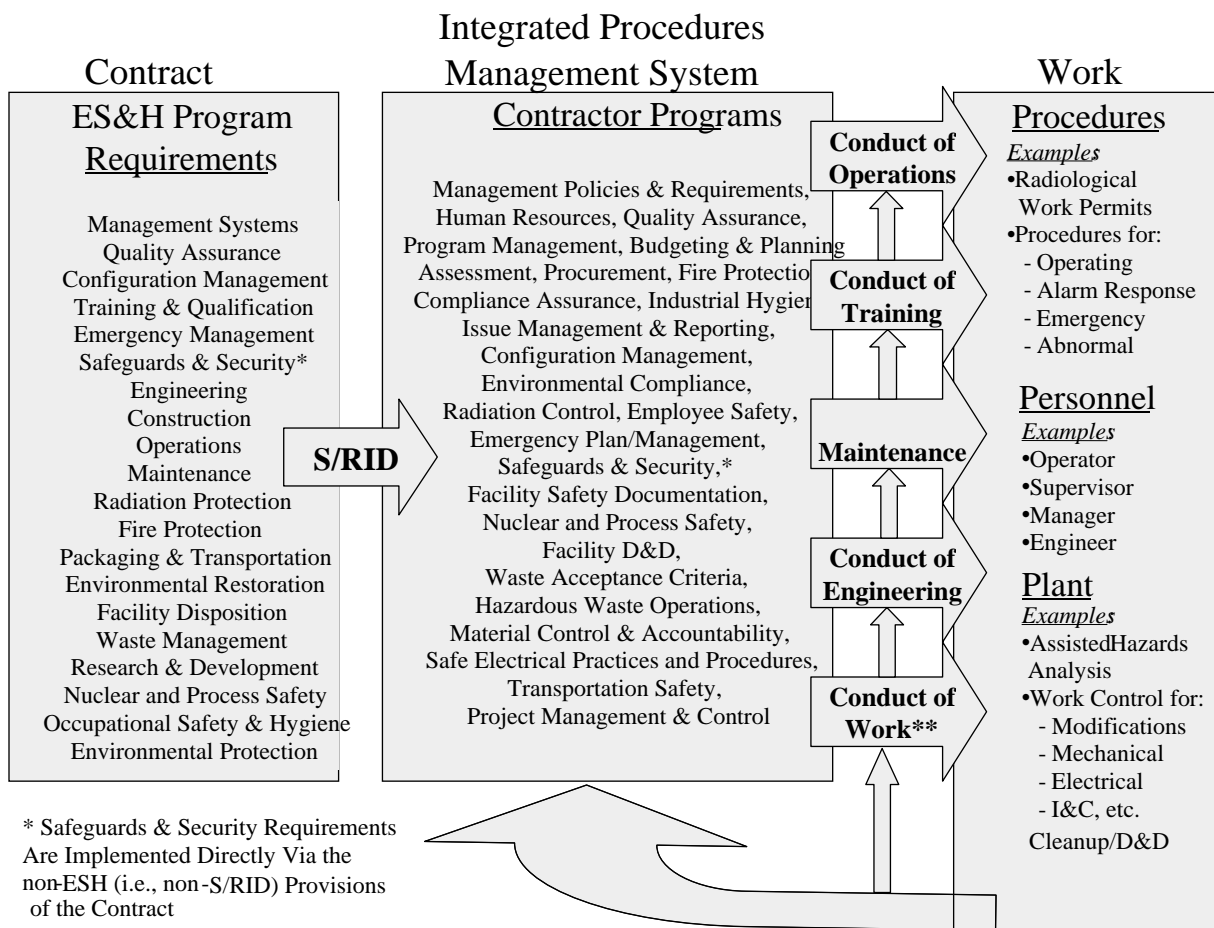 Integrated Procedures
Management System
Contract
Work
ES&H Program
Requirements
Management Systems
Quality Assurance
Configuration Management
Training & Qualification
Emergency Management
Safeguards & Security*
Engineering
Construction
Operations
Maintenance
Radiation Protection
Fire Protection
Packaging & Transportation
Environmental Restoration
Facility Disposition
Waste Management
Research & Development
Nuclear and Process Safety
Occupational Safety & Hygiene
Environmental Protection
S/RID
Contractor Programs
Management Policies & Requirements,
Human Resources, Quality Assurance,
Program Management, Budgeting & Planning
Assessment, Procurement, Fire Protectio
Compliance Assurance, Industrial Hygien
Issue Management & Reporting,
Configuration Management,
Environmental Compliance,
Radiation Control, Employee Safety,
Emergency Plan/Management,
Safeguards & Security,*
Facility Safety Documentation,
Nuclear and Process Safety,
Facility D&D,
Waste Acceptance Criteria,
Hazardous Waste Operations,
Material Control & Accountability,
Safe Electrical Practices and Procedures,
Transportation Safety,
Project Management & Control
Conduct of
Operations
Conduct of
Training
Maintenance
Conduct of
Engineering
Conduct of
Work**
Procedures
Examples
•Radiological
Work Permits
•Procedures for:
- Operating
- Alarm Response
- Emergency
- Abnormal
Personnel
Examples
•Operator
•Supervisor
•Manager
•Engineer
Plant
Examples
•AssistedHazards
Analysis
•Work Control for:
- Modifications
- Mechanical
- Electrical
- I&C, etc.
Cleanup/D&D
* Safeguards & Security Requirements
Are Implemented Directly Via the
non-ESH (i.e., non-S/RID) Provisions
of the Contract